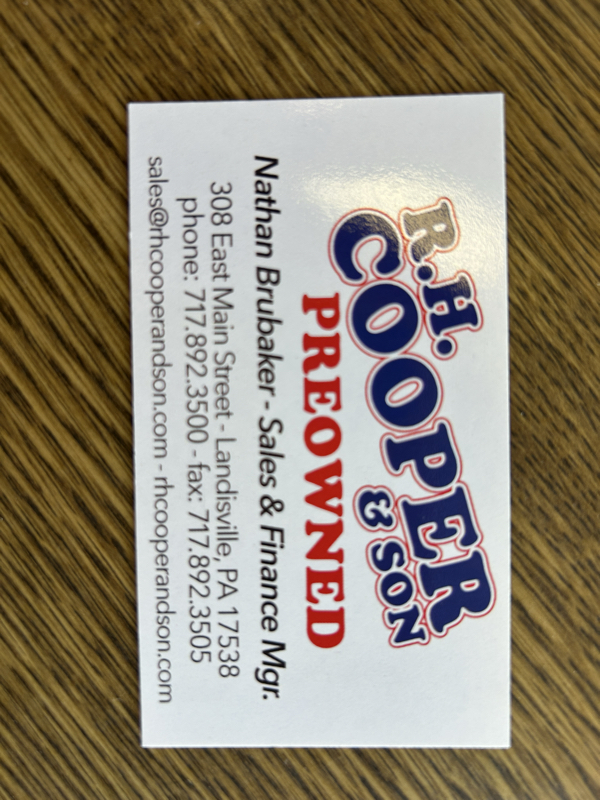 R.H.
COOPER
& SON
PREOWNED
Nathan Brubaker - Sales & Finance Mgr.
308 East Main Street - Landisville, PA 17538
phone: 717.892.3500 - fax: 717.892.3505
sales@rhcooperandson.com - rhcooperandson.com